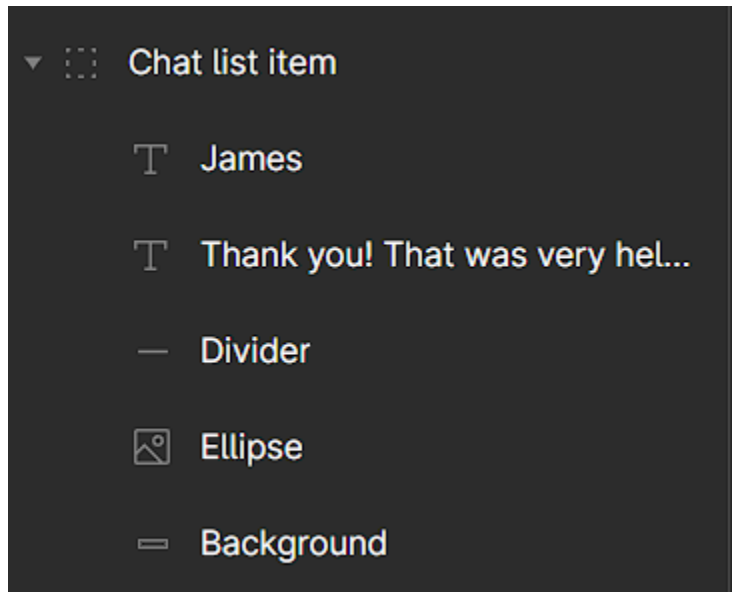 Chat list item
James
Thank you! That was very hel...
Divider
Ellipse
Background